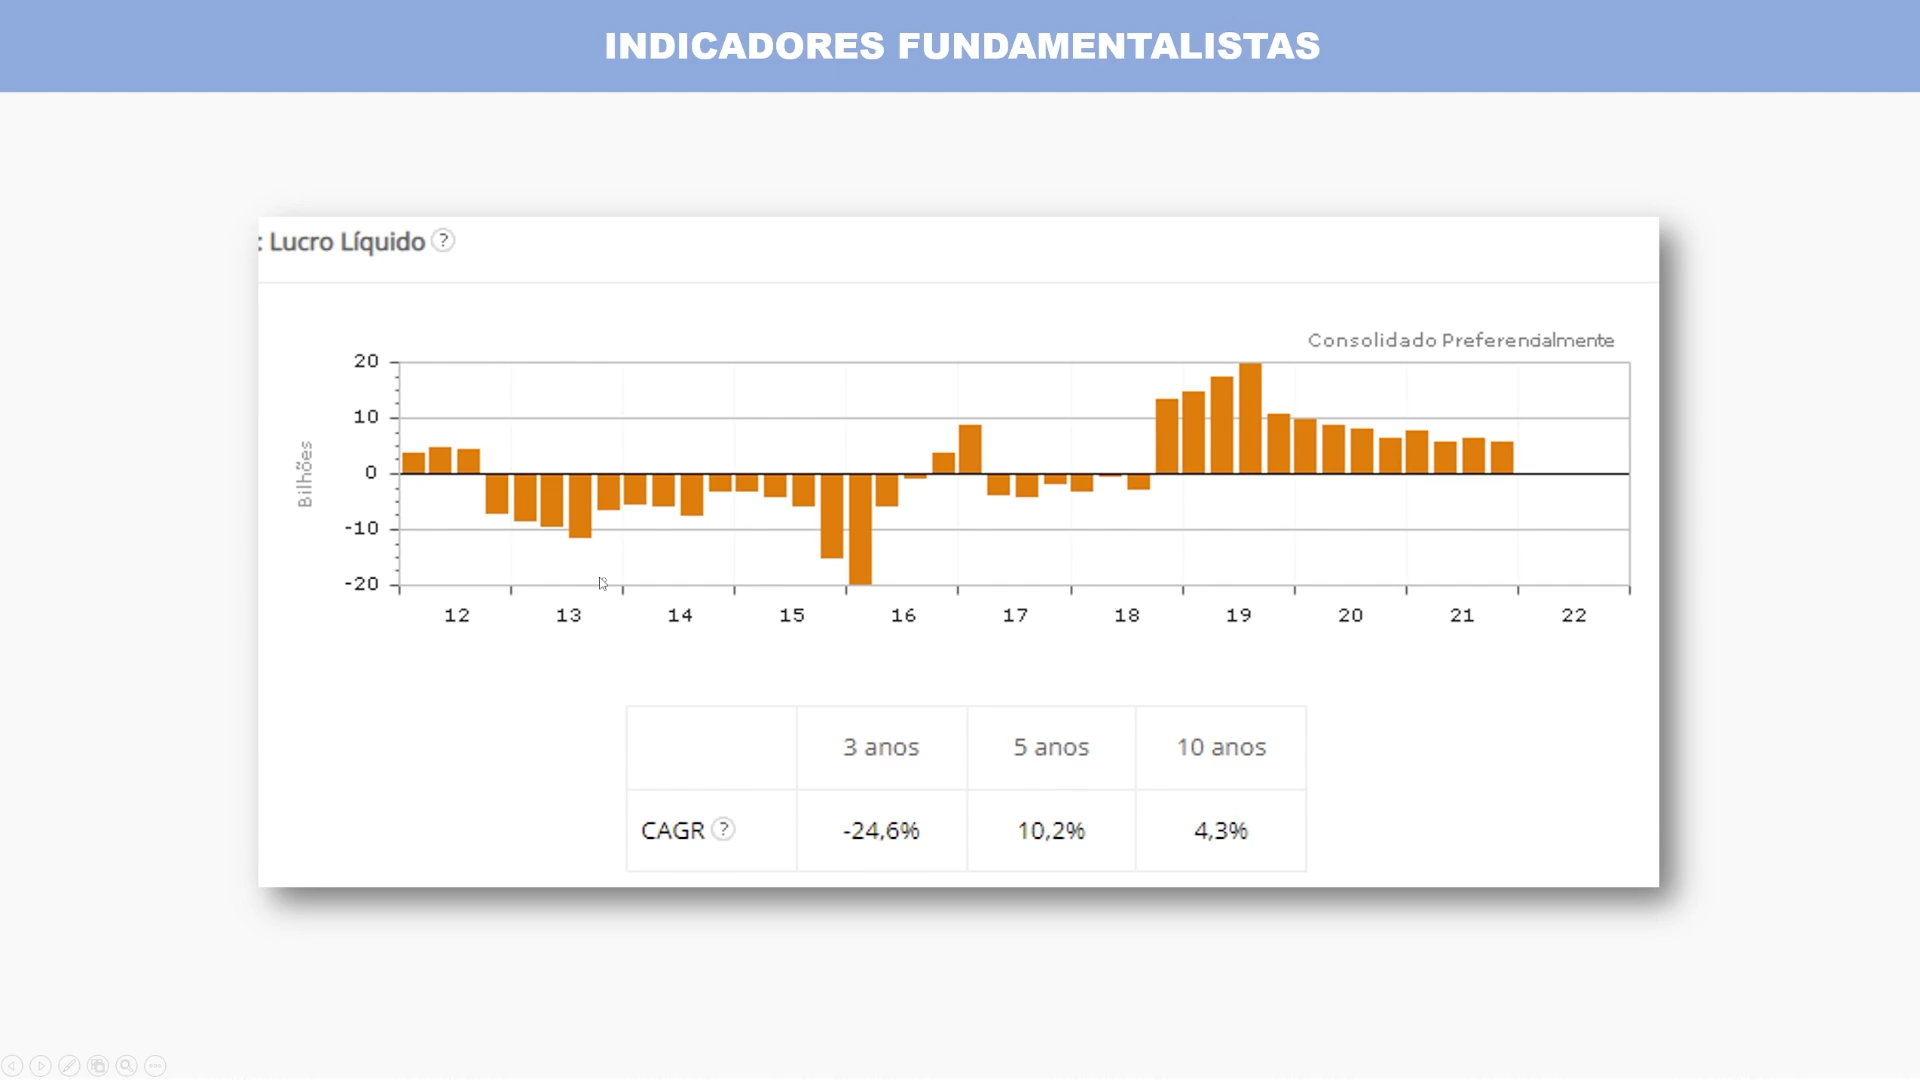 INDICADORES FUNDAMENTALISTAS
: Lucro Líquido ?
Consolidado Preferencialmente
Bilhões
20
10
0
-10
-20
12 13 14 15 16 17 18 19 20 21 22
3 anos 5 anos 10 anos
CAGR ? -24,6% 10,2% 4,3%